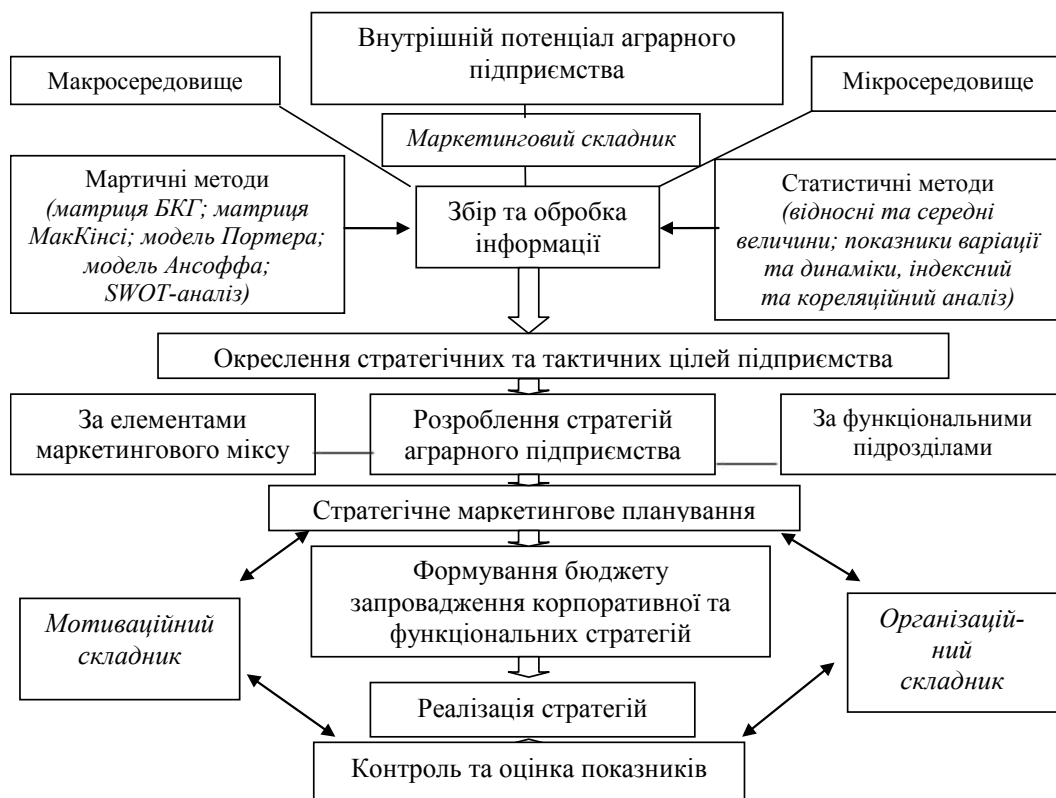 Внутрішній потенціал аграрного
підприємства
Макросередовище
Мікросередовище
Маркетинговий складник
Мартичні методи
(матриця БКГ; матриця
МакКінсі; модель Портера;
модель Ансоффа;
SWOT-аналіз)
Збір та обробка
інформації
Статистичні методи
(відносні та середні
величини; показники варіації
та динаміки, індексний
та кореляційний аналіз)
Окреслення стратегічних та тактичних цілей підприємства
За елементами
маркетингового міксу
Розроблення стратегій
аграрного підприємства
За функціональними
підрозділами
Стратегічне маркетингове планування
Формування бюджету
запровадження корпоративної та
функціональних стратегій
Мотиваційний
складник
Організацій-
ний
складник
Реалізація стратегій
Контроль та оцінка показників